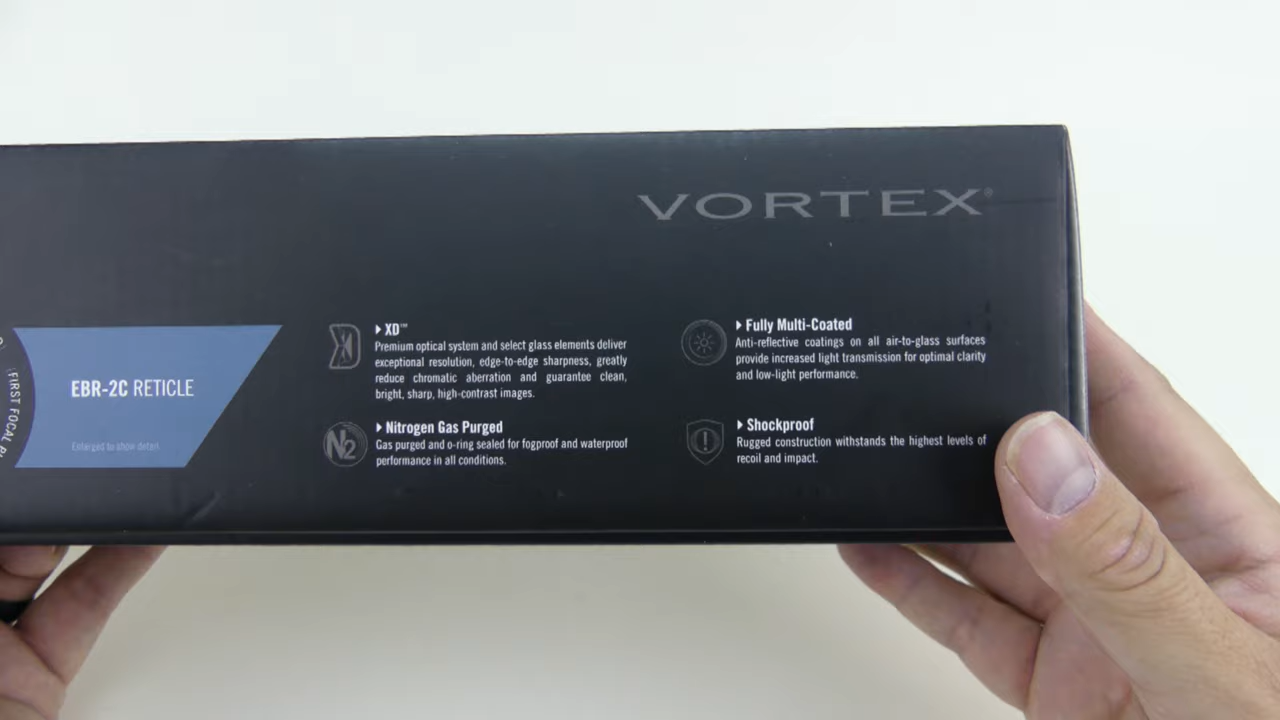 VORTEX®
FIRST FOCAL
EBR-2C RETICLE
Enlarged to show detail
XD™
Premium optical system and select glass elements deliver
exceptional resolution, edge-to-edge sharpness, greatly
reduce chromatic aberration and guarantee clean,
bright, sharp, high-contrast images.
N2
Nitrogen Gas Purged
Gas purged and o-ring sealed for fogproof and waterproof
performance in all conditions.
Fully Multi-Coated
Anti-reflective coatings on all air-to-glass surfaces
provide increased light transmission for optimal clarity
and low-light performance.
Shockproof
Rugged construction withstands the highest levels of
recoil and impact.